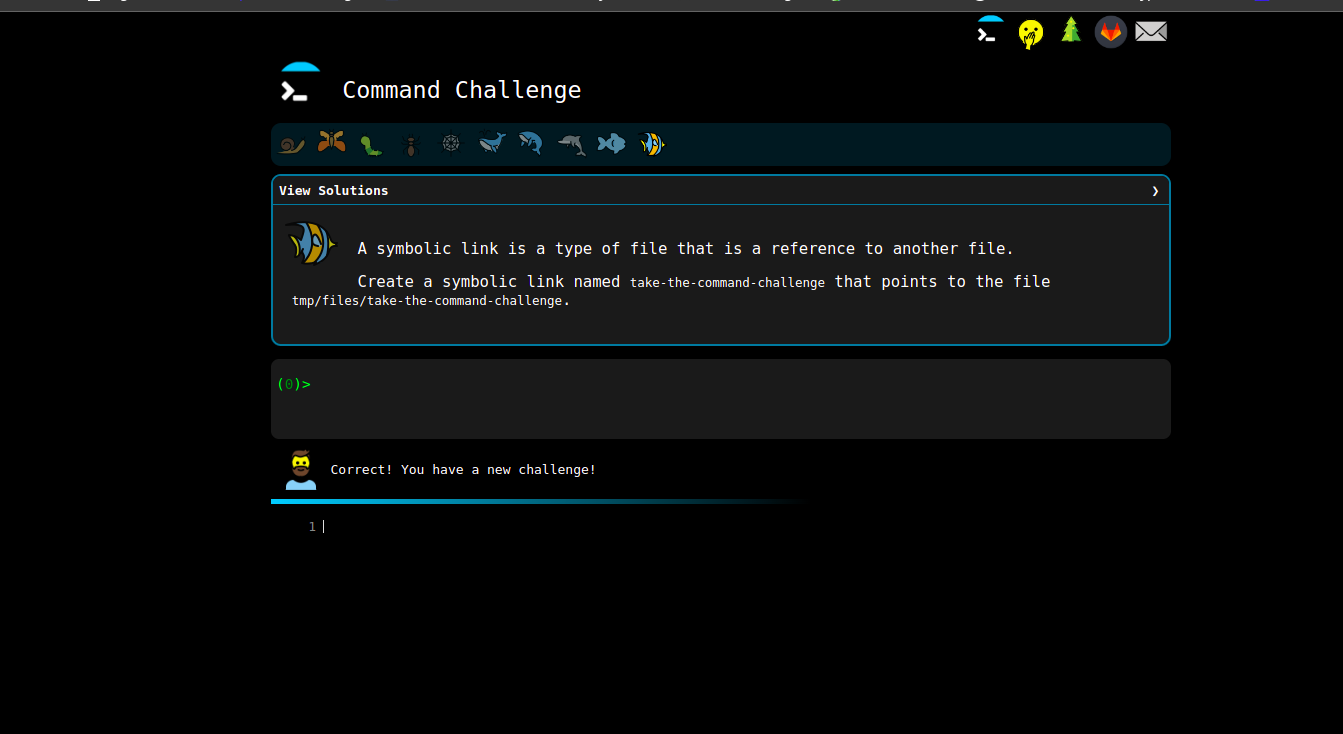 Command Challenge
View Solutions ❯
A symbolic link is a type of file that is a reference to another file.
Create a symbolic link named take-the-command-challenge that points to the file
tmp/files/take-the-command-challenge.
(0)>
Correct! You have a new challenge!
1